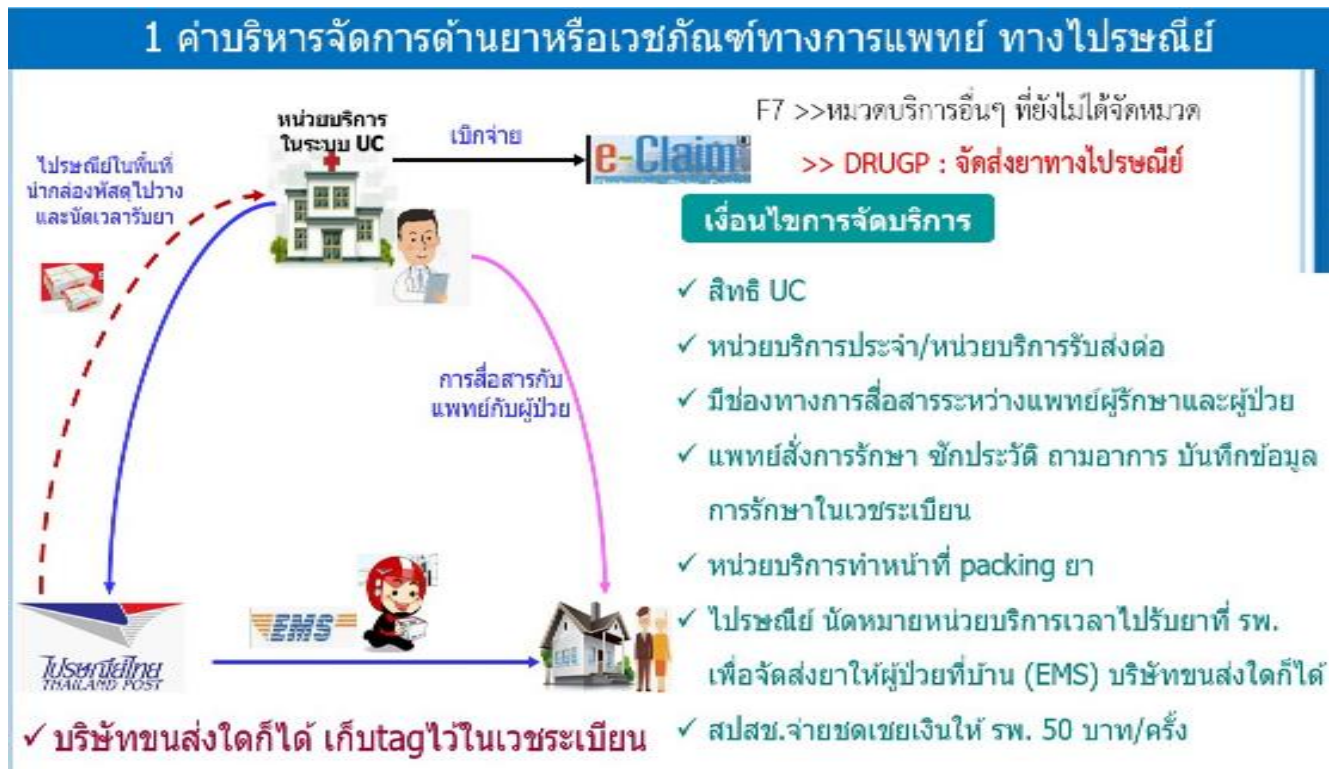 1 ค่าบริหารจัดการด้านยาหรือเวชภัณฑ์ทางการแพทย์ ทางไปรษณีย์
หน่วยบริการ
ในระบบ UC
เบิกจ่าย
e-Claim
F7 >>หมวดบริการอื่นๆ ที่ยังไม่ได้จัดหมวด
>> DRUGP : จัดส่งยาทางไปรษณีย์
ไปรษณีย์ในพื้นที่
นำกล่องพัสดุไปวาง
และนัดเวลารับยา
เงื่อนไขการจัดบริการ
✓ สิทธิ UC
✓ หน่วยบริการประจำ/หน่วยบริการรับส่งต่อ
✓ มีช่องทางการสื่อสารระหว่างแพทย์ผู้รักษาและผู้ป่วย
✓ แพทย์สั่งการรักษา ซักประวัติ ถามอาการ บันทึกข้อมูล
การรักษาในเวชระเบียน
✓ หน่วยบริการทำหน้าที่ packing ยา
✓ ไปรษณีย์ นัดหมายหน่วยบริการเวลาไปรับยาที่ รพ.
เพื่อจัดส่งยาให้ผู้ป่วยที่บ้าน (EMS) บริษัทขนส่งใดก็ได้
✓ สปสช.จ่ายชดเชยเงินให้ รพ. 50 บาท/ครั้ง
การสื่อสารกับ
แพทย์กับผู้ป่วย
EMS
ไปรษณีย์ไทย
THAILAND POST
✓ บริษัทขนส่งใดก็ได้ เก็บtagไว้ในเวชระเบียน